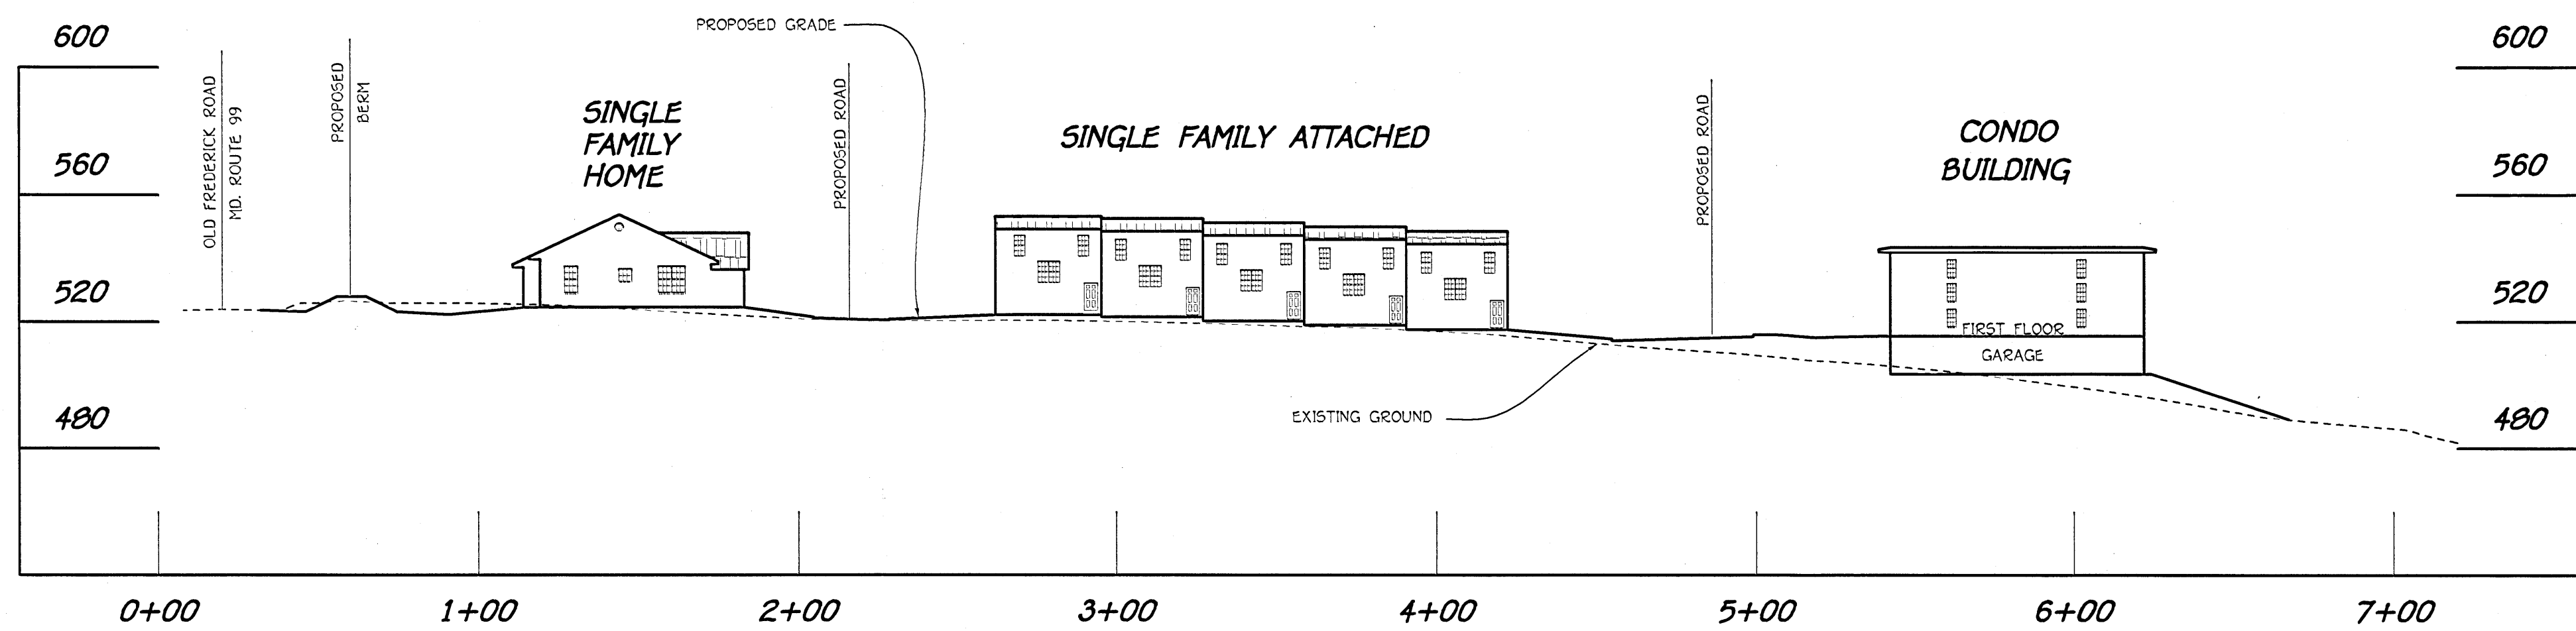 PROPOSED GRADE
600
600
OLD FREDERICK ROAD
MD. ROUTE 99
PROPOSED
BERM
SINGLE
FAMILY
HOME
PROPOSED ROAD
SINGLE FAMILY ATTACHED
PROPOSED ROAD
CONDO
BUILDING
560
560
520
520
FIRST FLOOR
GARAGE
EXISTING GROUND
480
480
0+00 1+00 2+00 3+00 4+00 5+00 6+00 7+00